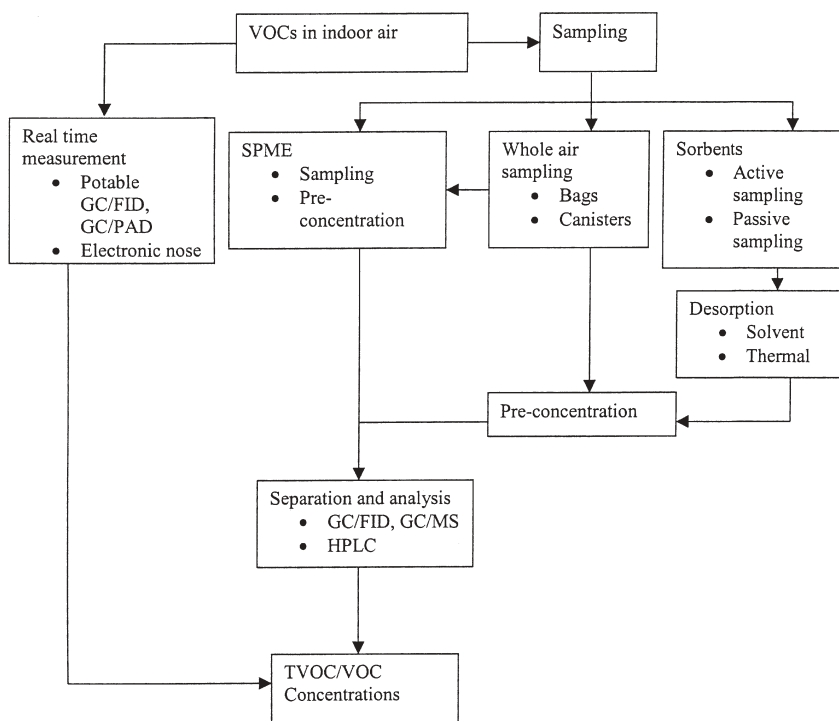 VOCs in indoor air
Sampling
Real time
measurement
• Potable
GC/FID,
GC/PAD
• Electronic nose
SPME
• Sampling
• Pre-
concentration
Whole air
sampling
• Bags
• Canisters
Sorbents
• Active
sampling
• Passive
sampling
Desorption
• Solvent
• Thermal
Pre-concentration
Separation and analysis
• GC/FID, GC/MS
• HPLC
TVOC/VOC
Concentrations